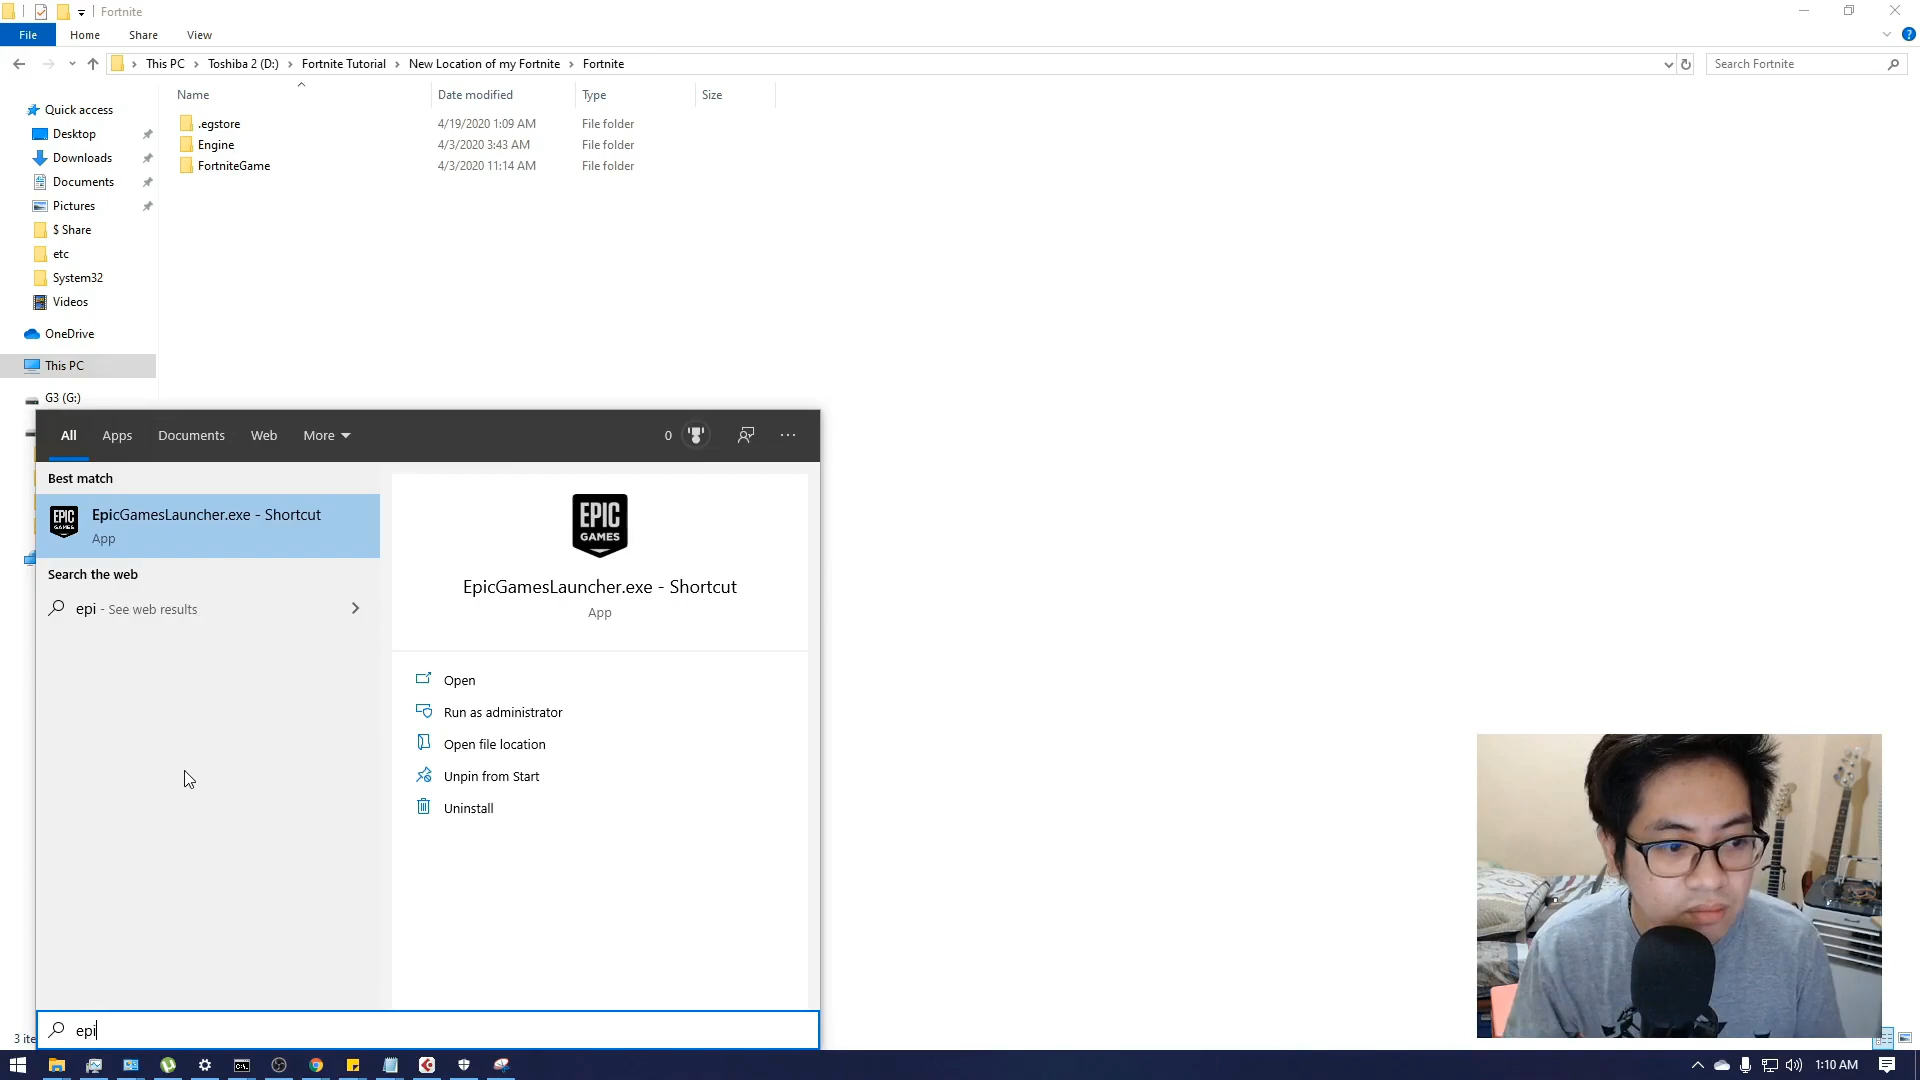 Fortnite
File Home Share View
This PC Toshiba 2 (D:) Fortnite Tutorial New Location of my Fortnite Fortnite
Search Fortnite
Name Date modified Type Size
.egstore 4/19/2020 1:09 AM File folder
Engine 4/3/2020 3:43 AM File folder
FortniteGame 4/3/2020 11:14 AM File folder
Quick access
Desktop
Downloads
Documents
Pictures
$ Share
etc
System32
Videos
OneDrive
This PC
G3 (G:)
All Apps Documents Web More 0
Best match
EPIC GAMES
EpicGamesLauncher.exe - Shortcut
App
Search the web
epi - See web results
EPIC
GAMES
EpicGamesLauncher.exe - Shortcut
App
Open
Run as administrator
Open file location
Unpin from Start
Uninstall
epi
3 ite
1:10 AM